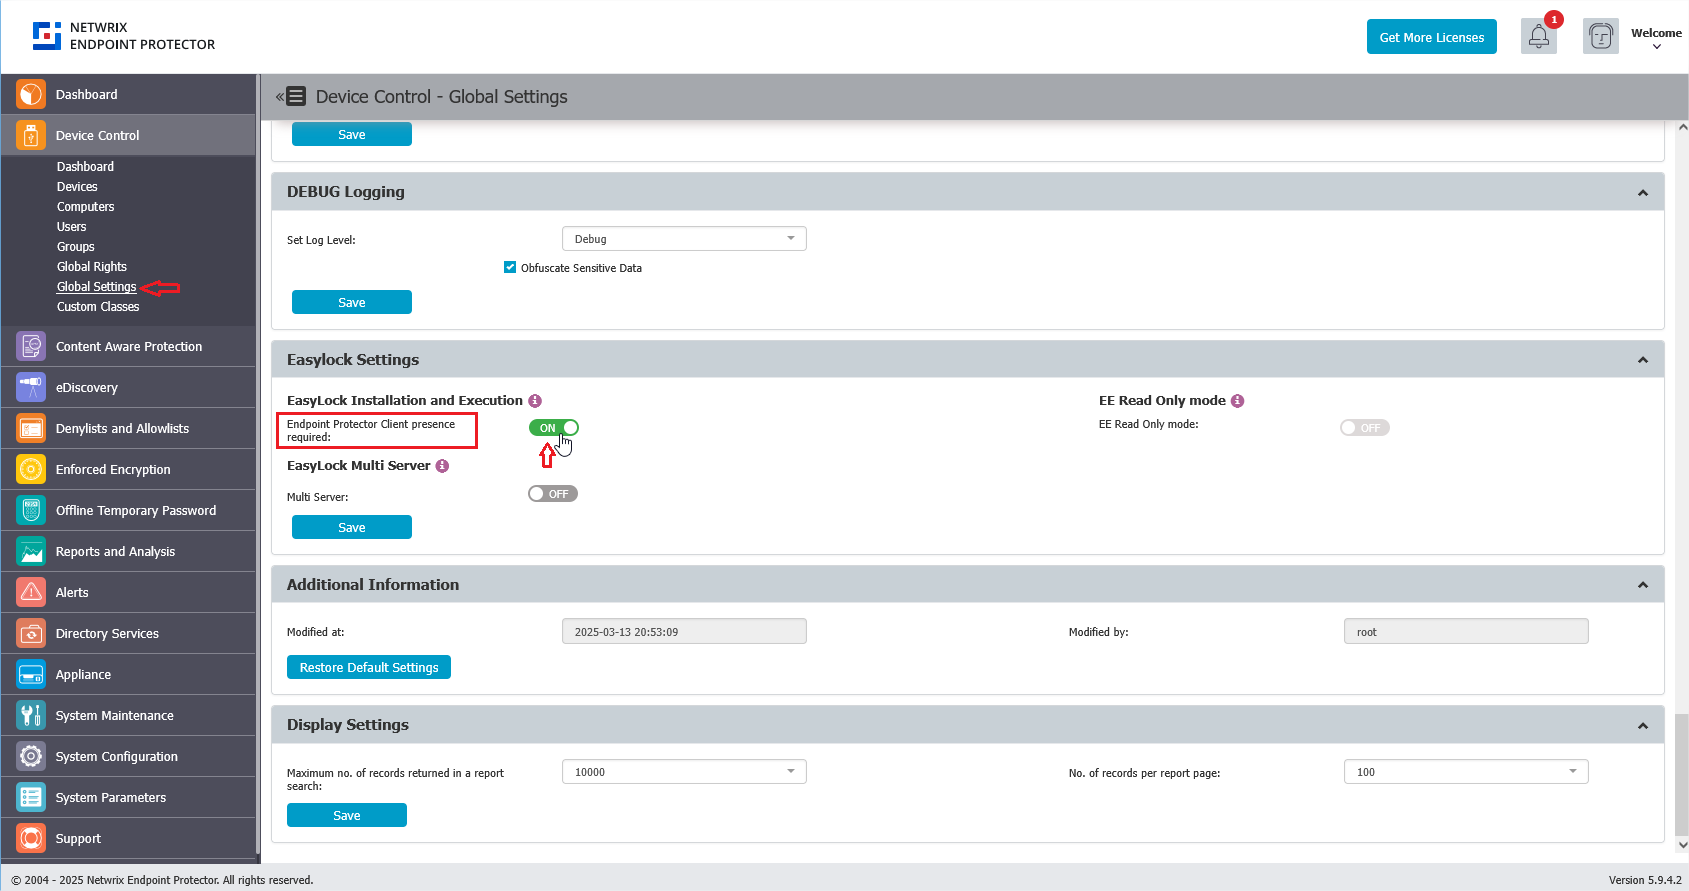 NETWRIX
ENDPOINT PROTECTOR
Get More Licenses
1
Welcome
Dashboard
Device Control
Dashboard
Devices
Computers
Users
Groups
Global Rights
Global Settings
Custom Classes
Content Aware Protection
eDiscovery
Denylists and Allowlists
Enforced Encryption
Offline Temporary Password
Reports and Analysis
Alerts
Directory Services
Appliance
System Maintenance
System Configuration
System Parameters
Support
Device Control - Global Settings
Save
DEBUG Logging
Set Log Level:
Debug
Obfuscate Sensitive Data
Save
Easylock Settings
EasyLock Installation and Execution
Endpoint Protector Client presence
required:
ON
EE Read Only mode
EE Read Only mode:
OFF
EasyLock Multi Server
Multi Server:
OFF
Save
Additional Information
Modified at:
2025-03-13 20:53:09
Modified by:
root
Restore Default Settings
Display Settings
Maximum no. of records returned in a report
search:
10000
No. of records per report page:
100
Save
© 2004 - 2025 Netwrix Endpoint Protector. All rights reserved.
Version 5.9.4.2